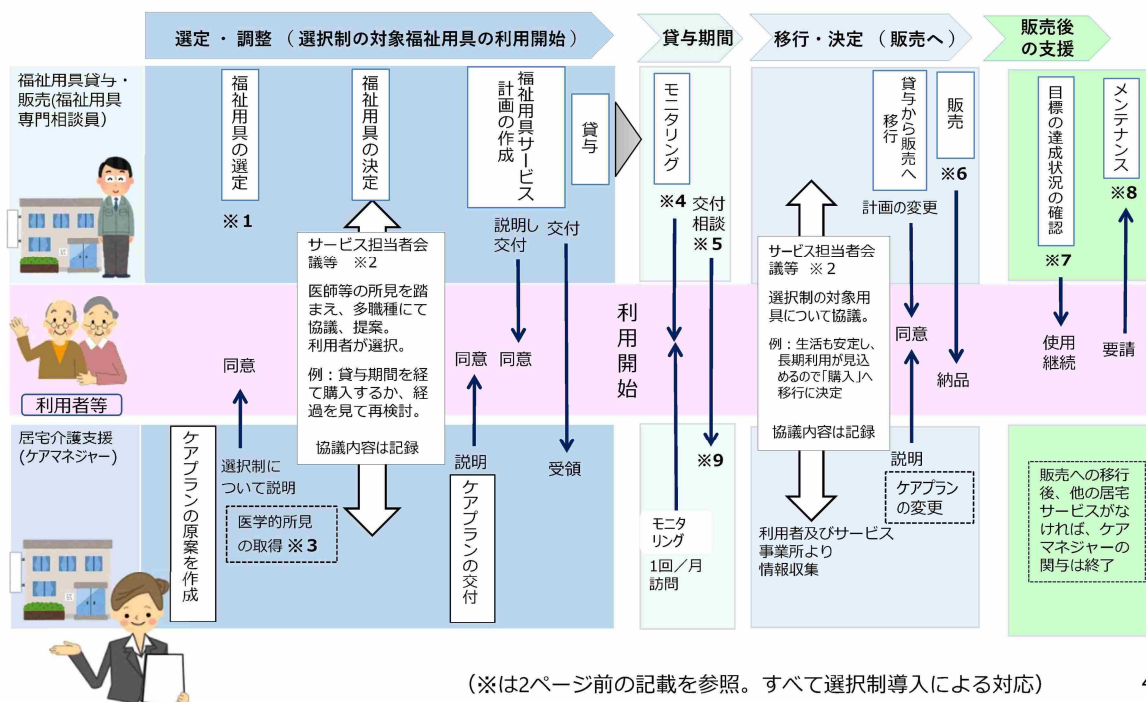 選定・調整（選択制の対象福祉用具の利用開始）
貸与期間
移行・決定（販売へ）
販売後
の支援
福祉用具貸与・
販売(福祉用具
専門相談員）
福祉用具の選定
※1
福祉用具の決定
福祉用具サービス
計画の作成
貸与
モニタリング
※4
交付
相談
※5
貸与から販売へ
移行
計画の変更
販売
※6
目標の達成状況の確認
※7
メンテナンス
※8
説明し
交付
交付
サービス担当者会
議等　※2
医師等の所見を踏
まえ、多職種にて
協議、提案。
利用者が選択。
例：貸与期間を経
て購入するか、経
過を見て再検討。
協議内容は記録
サービス担当者会
議等　※２
選択制の対象用
具について協議。
例：生活も安定し、
長期利用が見込
めるので「購入」へ
移行に決定
協議内容は記録
利用者等
同意
同意
同意
利用開始
同意
納品
使用
継続
要請
居宅介護支援
(ケアマネジャー)
ケアプランの原案を作成
選択制に
ついて説明
医学的所見
の取得 ※3
説明
ケアプランの交付
受領
モニタ
リング
1回／月
訪問
※9
利用者及びサービス
事業所より
情報収集
説明
ケアプラン
の変更
販売への移行
後、他の居宅
サービスがな
ければ、ケア
マネジャーの
関与は終了
（※は2ページ前の記載を参照。すべて選択制導入による対応）